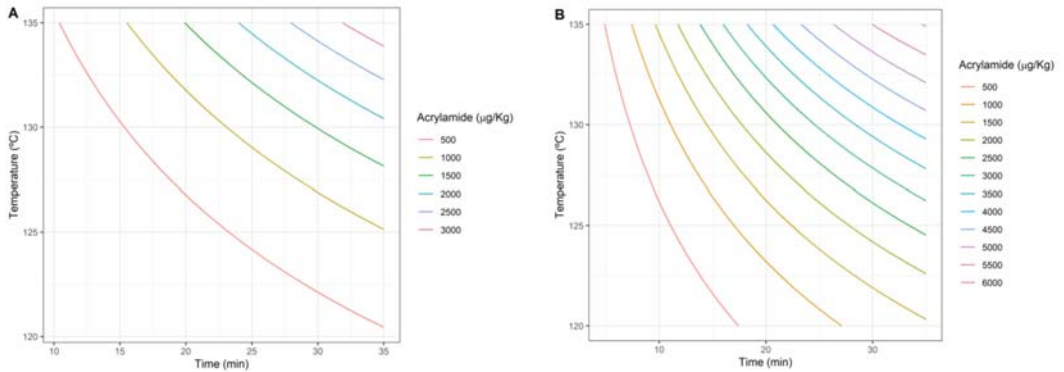 A
Temperature (ºC)
135
130
125
120
10 15 20 25 30 35
Time (min)
Acrylamide (µg/Kg)
500
1000
1500
2000
2500
3000
B
Temperature (ºC)
135
130
125
120
10 20 30
Time (min)
Acrylamide (µg/Kg)
500
1000
1500
2000
2500
3000
3500
4000
4500
5000
5500
6000